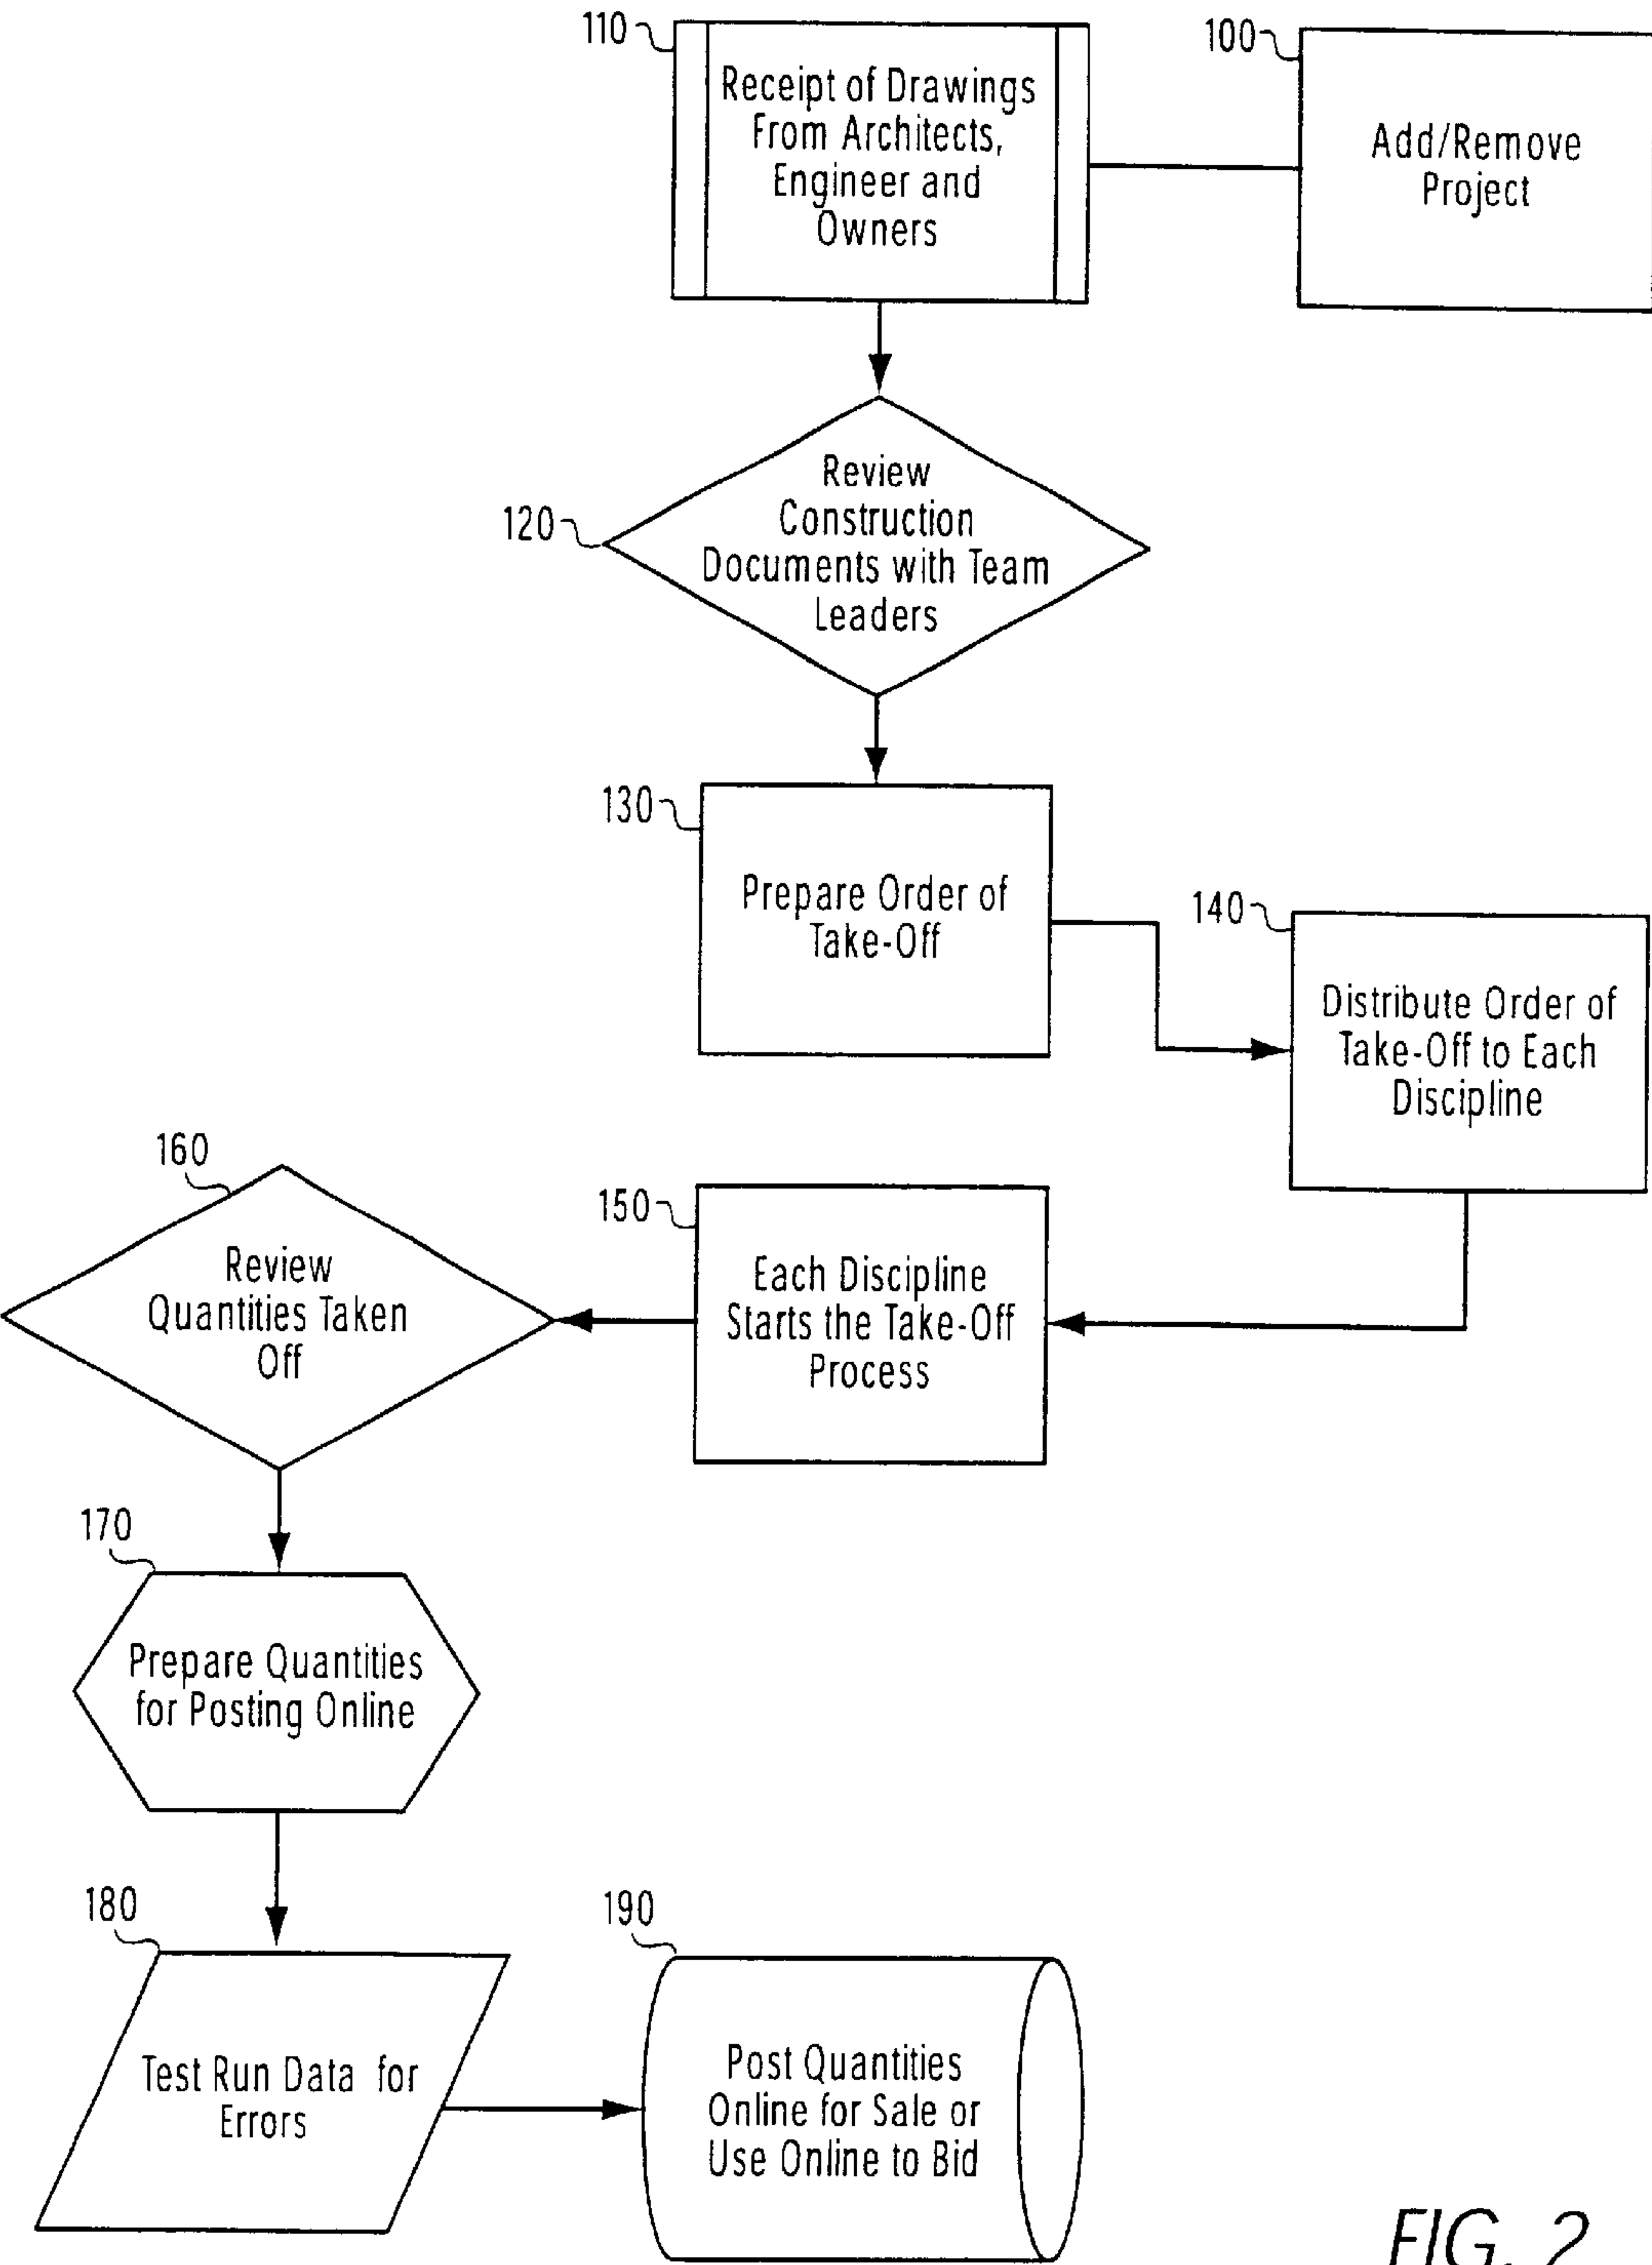 110
Receipt of Drawings
From Architects,
Engineer and
Owners
100
Add/Remove
Project
120
Review
Construction
Documents with Team
Leaders
130
Prepare Order of
Take-Off
140
Distribute Order of
Take-Off to Each
Discipline
150
Each Discipline
Starts the Take-Off
Process
160
Review
Quantities Taken
Off
170
Prepare Quantities
for Posting Online
180
Test Run Data for
Errors
190
Post Quantities
Online for Sale or
Use Online to Bid
FIG. 2